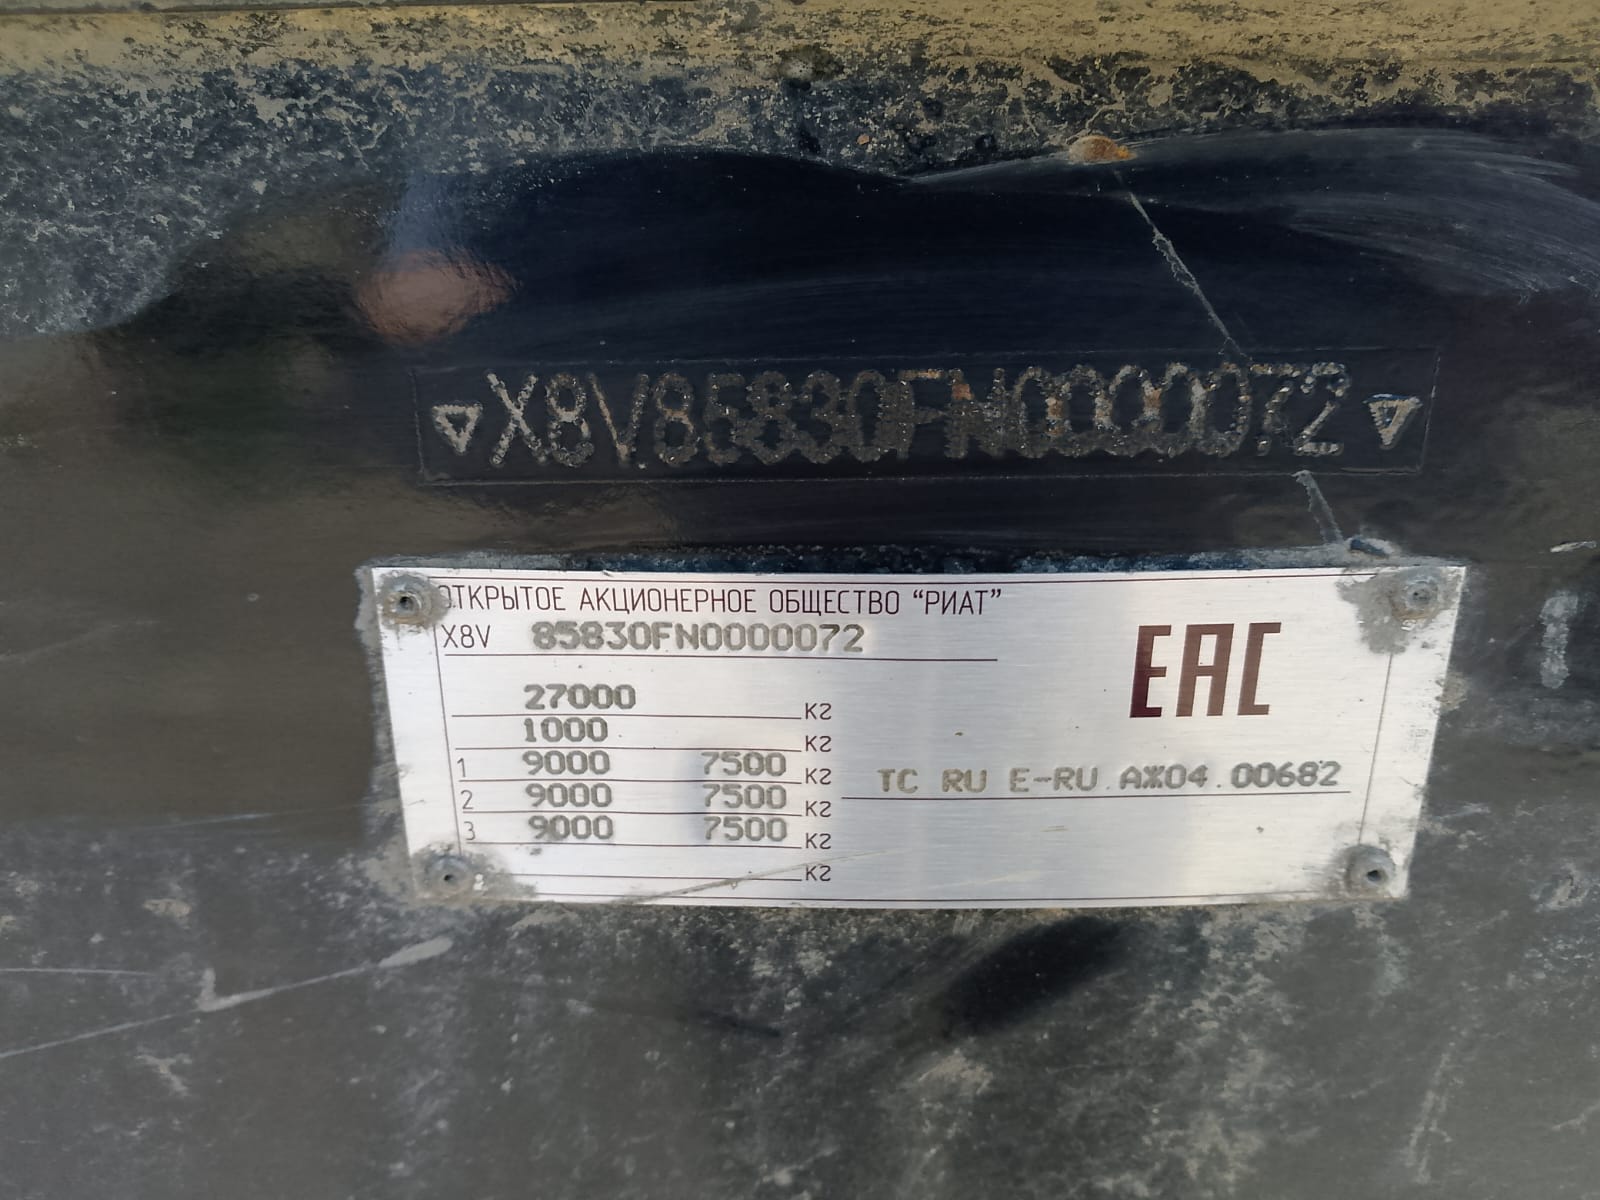 X8V85830FN0000072
ОТКРЫТОЕ АКЦИОНЕРНОЕ ОБЩЕСТВО "РИАТ"
X8V 85830FN0000072
EAC
27000 кг
1000 кг
1 9000 7500 кг
2 9000 7500 кг
3 9000 7500 кг
кг
ТС RU Е-RU.АЖ04.00682